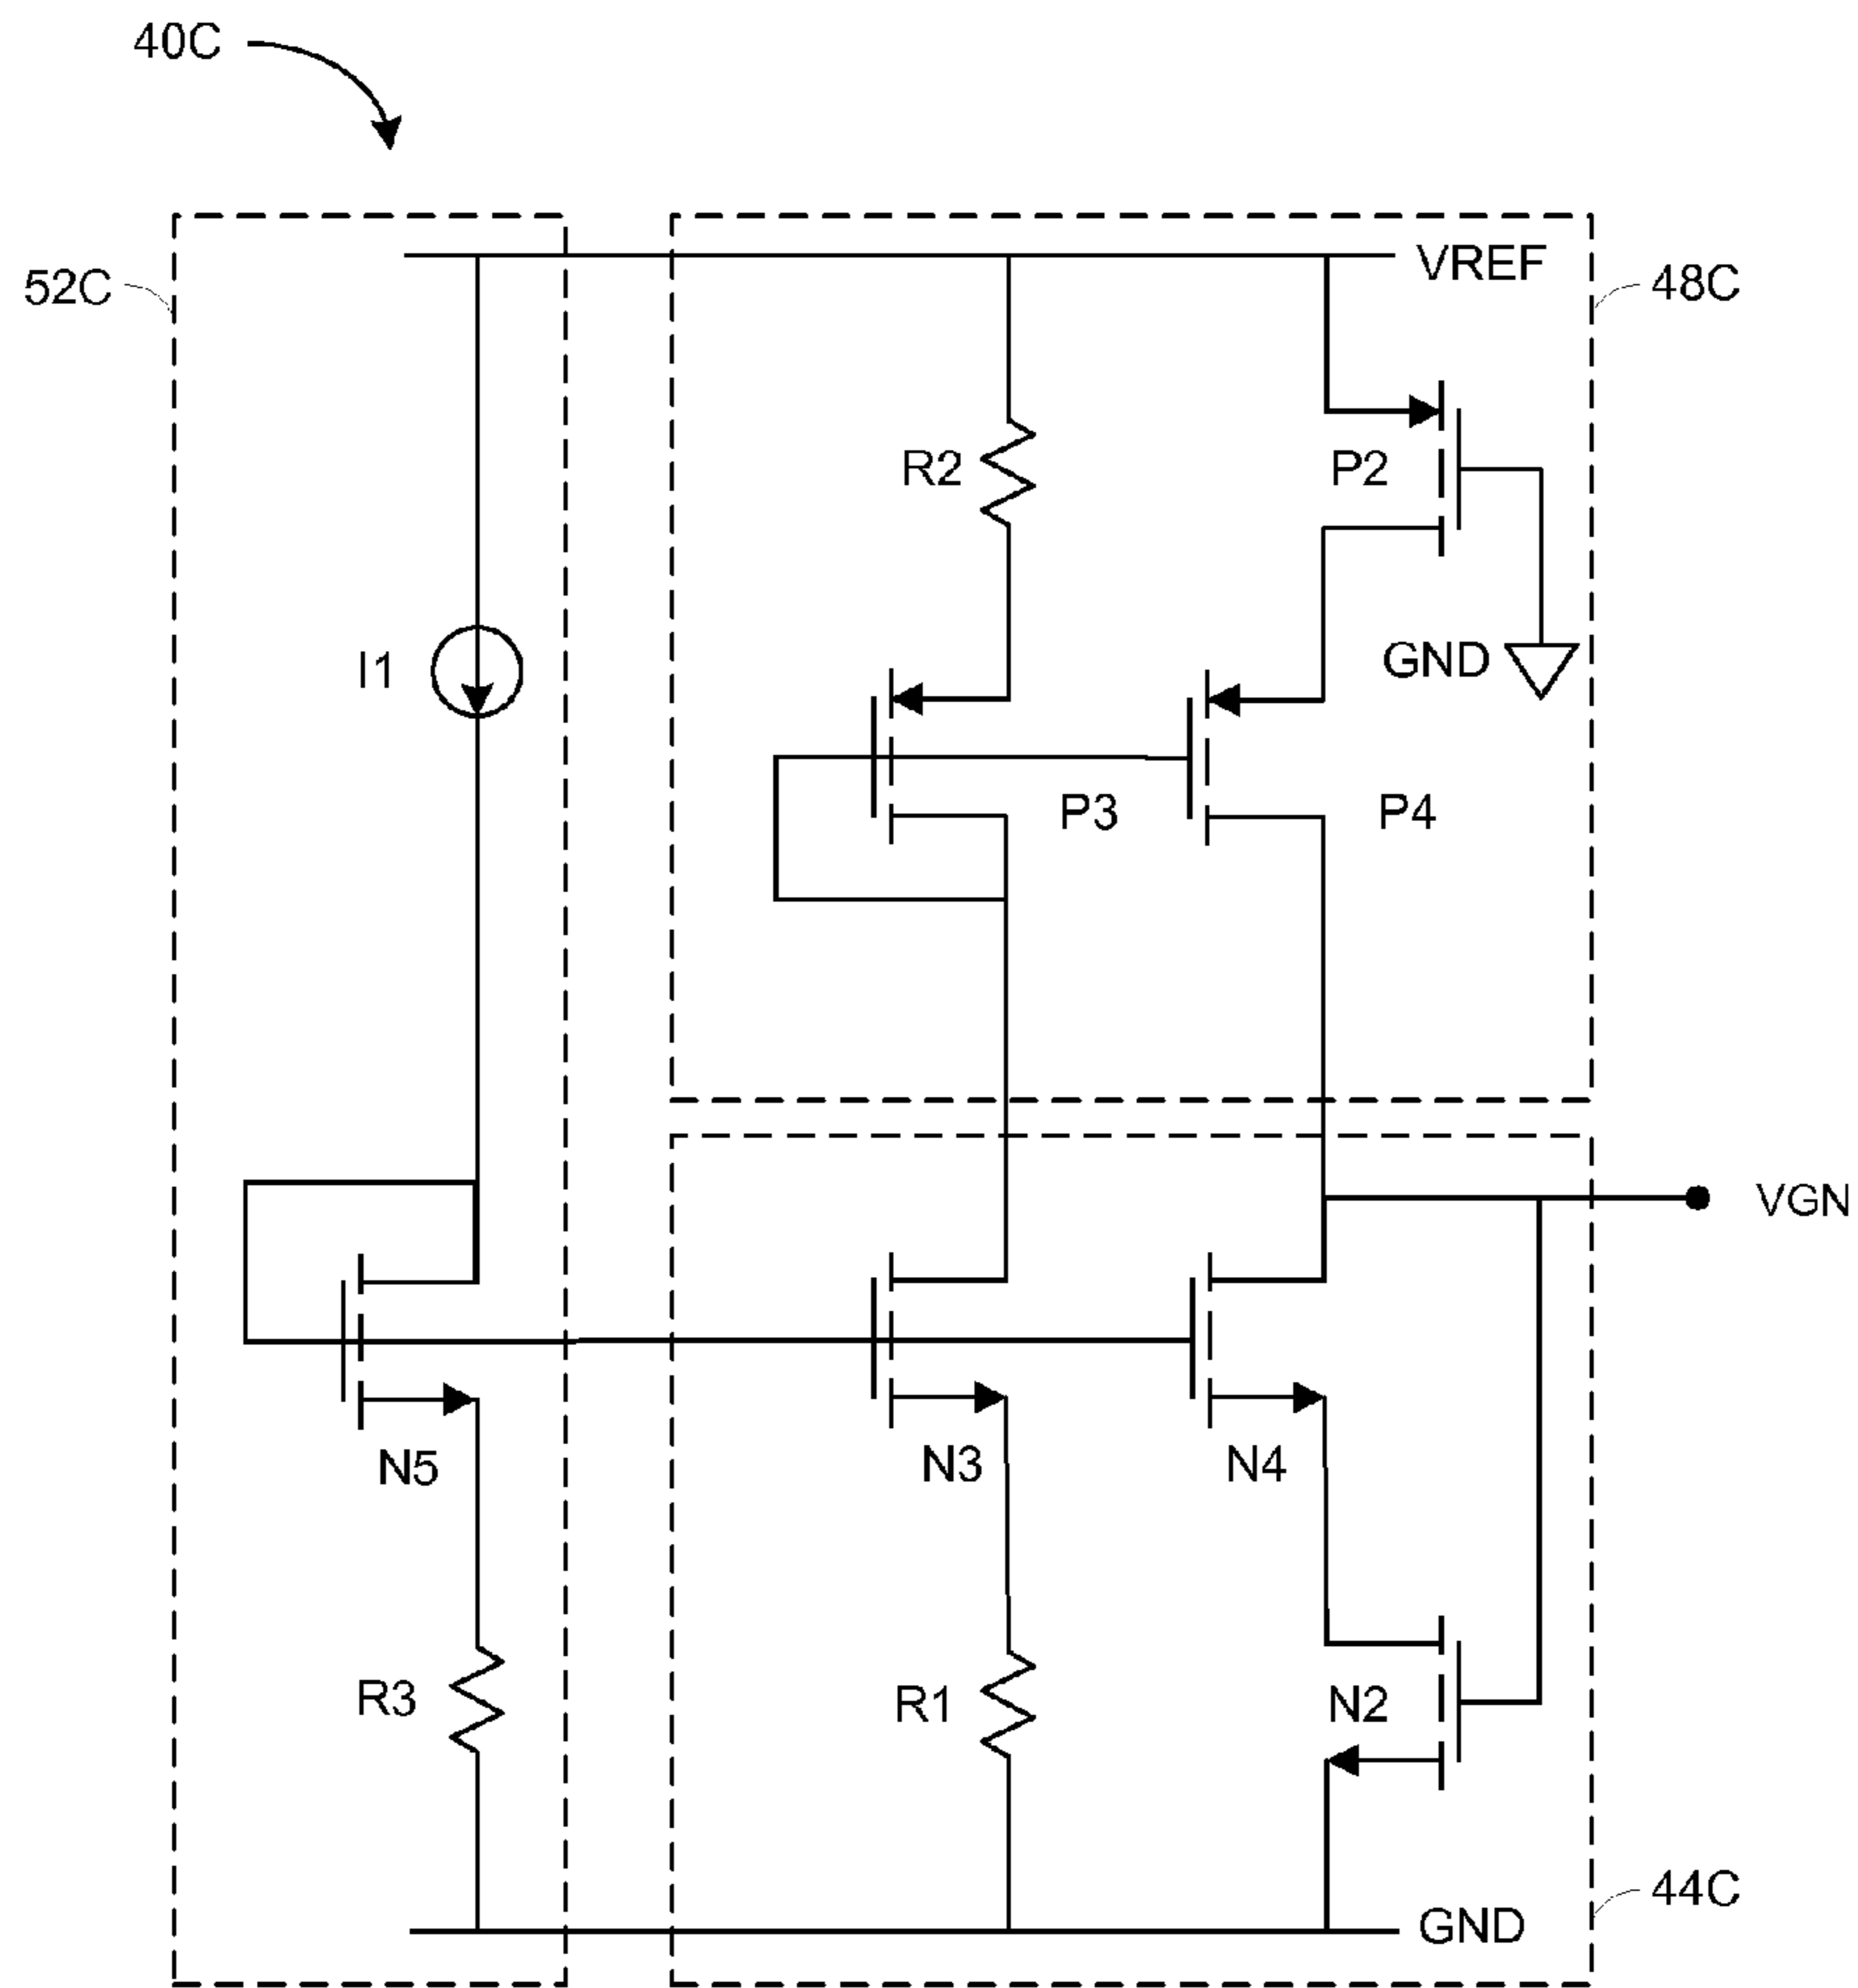 40C
52C
VREF
48C
R2
P2
I1
GND
P3
P4
VGN
N5
N3
N4
R3
R1
N2
44C
GND